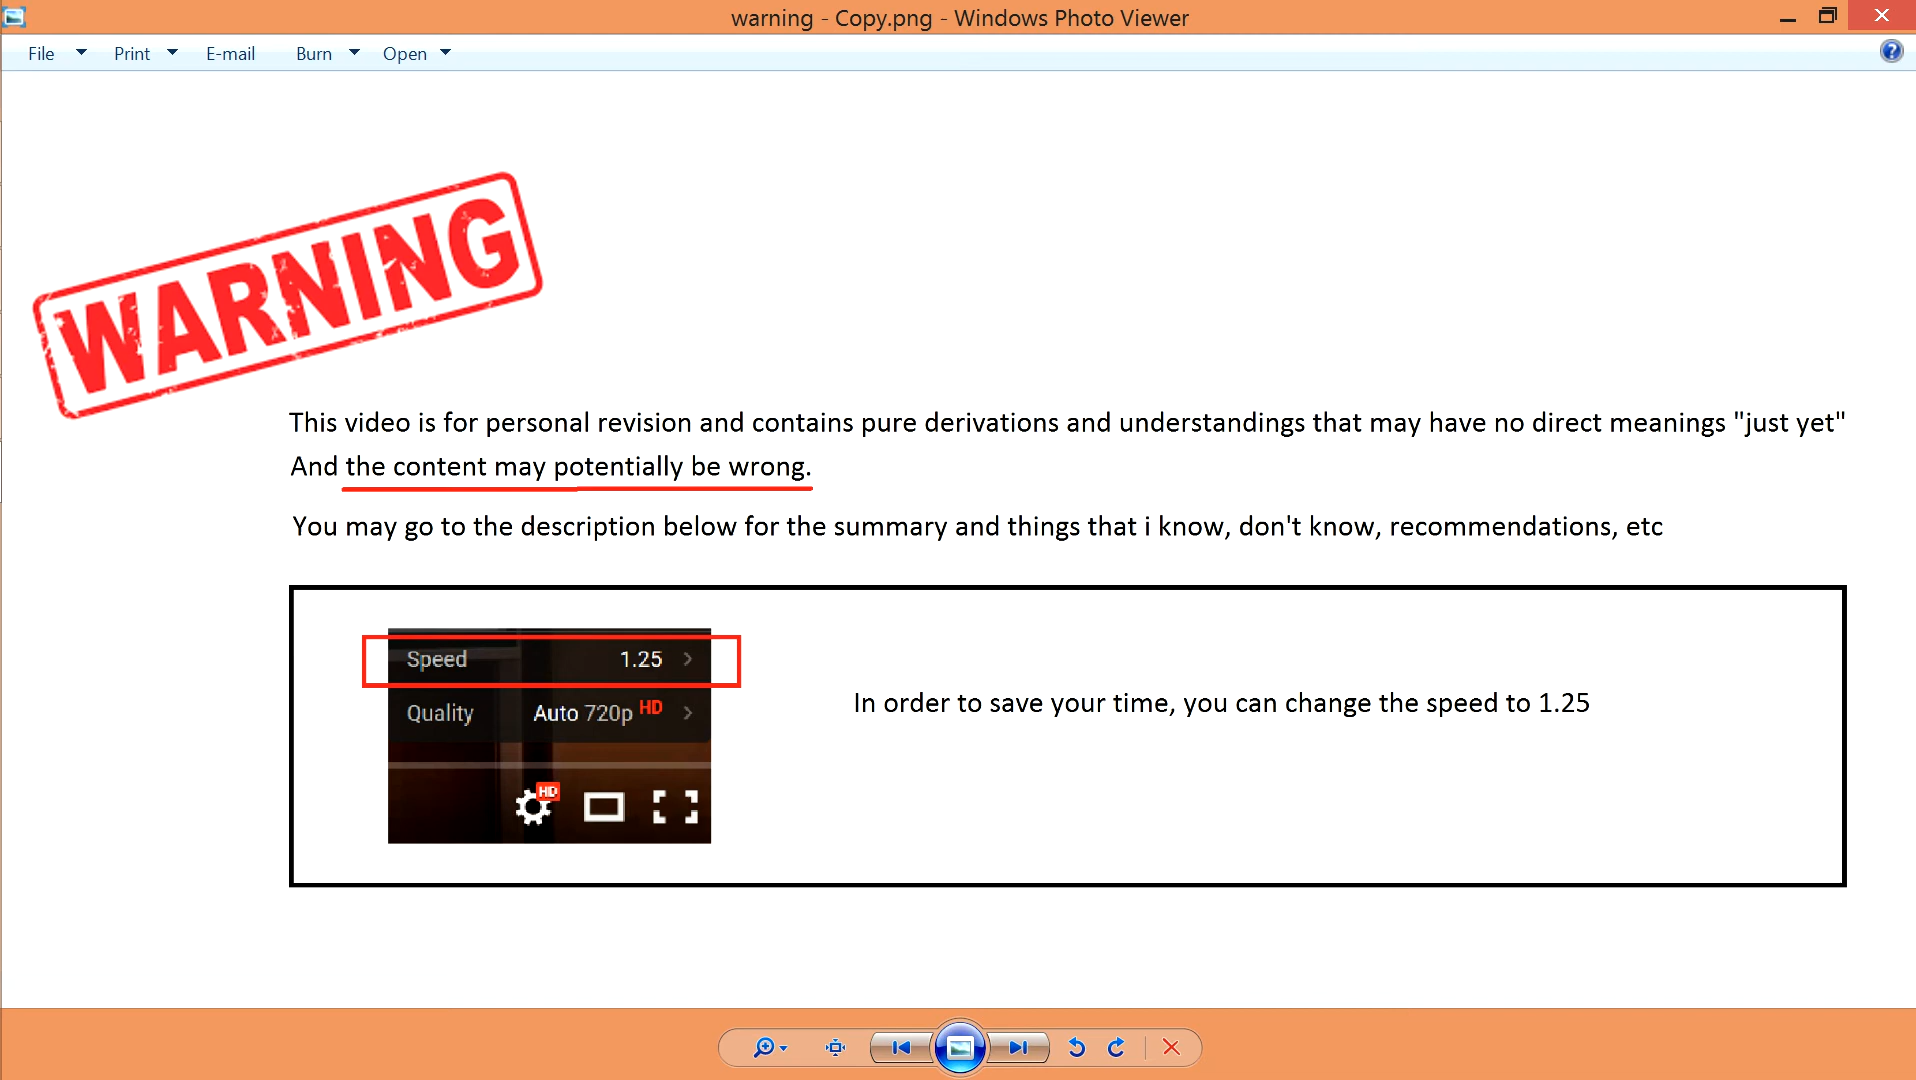 warning - Copy.png - Windows Photo Viewer
File Print E-mail Burn Open
WARNING
This video is for personal revision and contains pure derivations and understandings that may have no direct meanings "just yet"
And the content may potentially be wrong.
You may go to the description below for the summary and things that i know, don't know, recommendations, etc
Speed 1.25
Quality Auto 720p HD
HD
In order to save your time, you can change the speed to 1.25